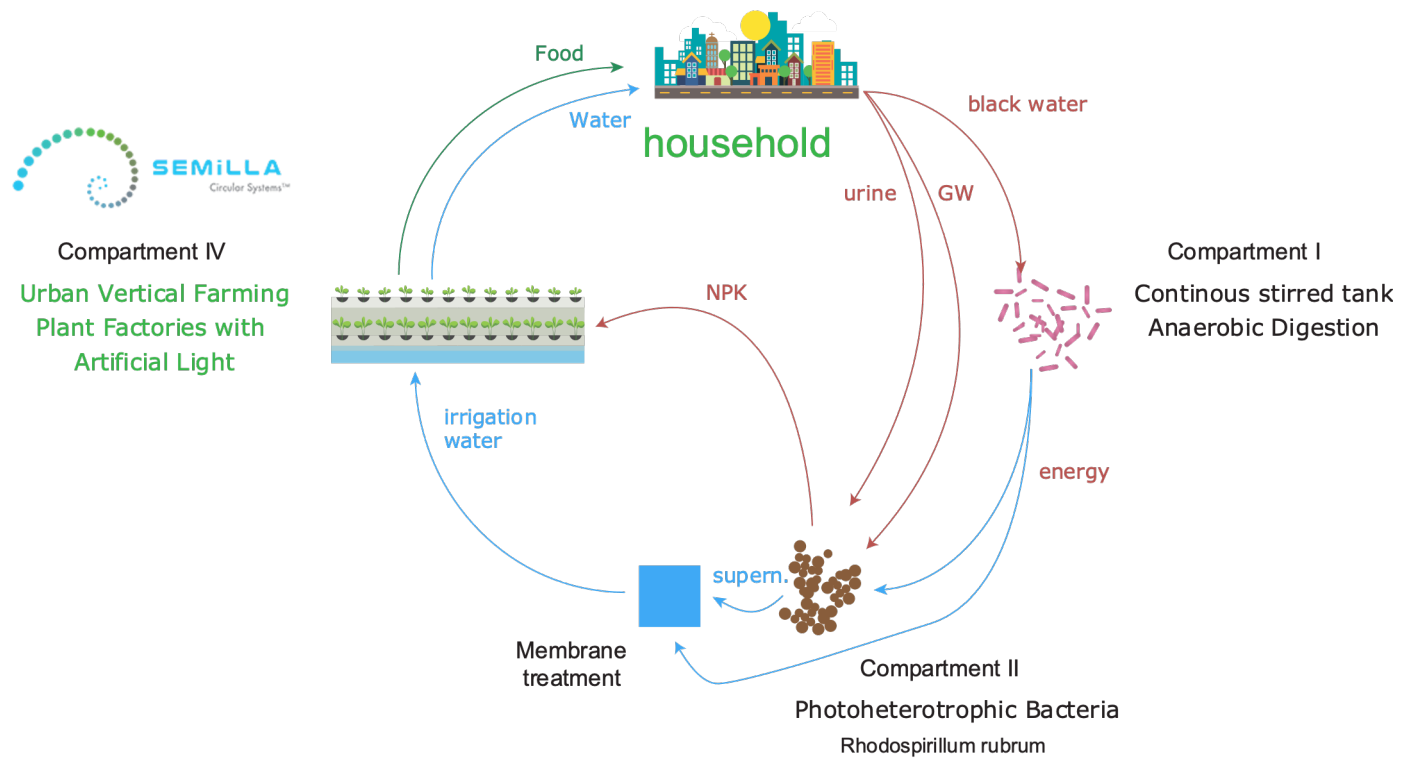 Food
Water
household
black water
urine
GW
SEMiLLA
Circular Systems™
Compartment IV
Urban Vertical Farming
Plant Factories with
Artificial Light
Compartment I
Continous stirred tank
Anaerobic Digestion
NPK
irrigation
water
energy
supern.
Membrane
treatment
Compartment II
Photoheterotrophic Bacteria
Rhodospirillum rubrum